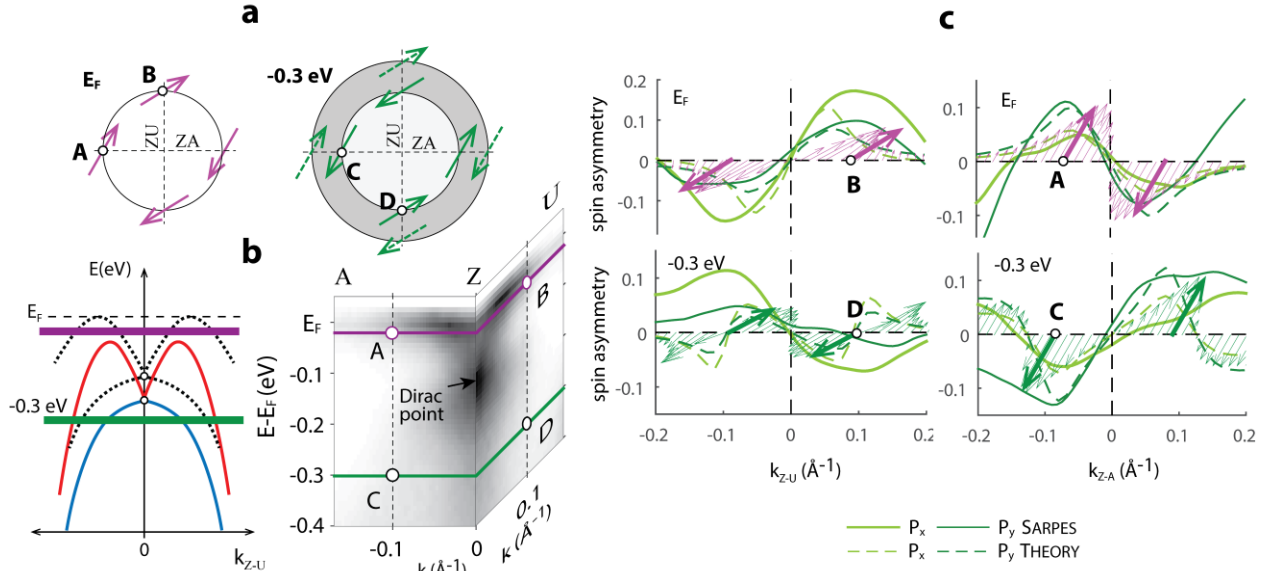 a
E_F
B
A
ZU
ZA
-0.3 eV
ZU
ZA
C
D
b
E(eV)
E_F
-0.3 eV
0
k_Z-U
A
Z
U
E_F
-0.1
-0.2
-0.3
-0.4
E-E_F (eV)
A
B
Dirac
point
C
D
-0.1
0
0.1
k (Å⁻¹)
k (Å⁻¹)
c
spin asymmetry
0.2
0.1
0
-0.1
E_F
B
0.1
0
-0.1
E_F
A
spin asymmetry
0.1
0
-0.1
-0.3 eV
D
-0.2
-0.1
0
0.1
0.2
k_Z-U (Å⁻¹)
0.1
0
-0.1
-0.3 eV
C
-0.2
-0.1
0
0.1
0.2
k_Z-A (Å⁻¹)
P_x P_y SARPES
P_x P_y THEORY